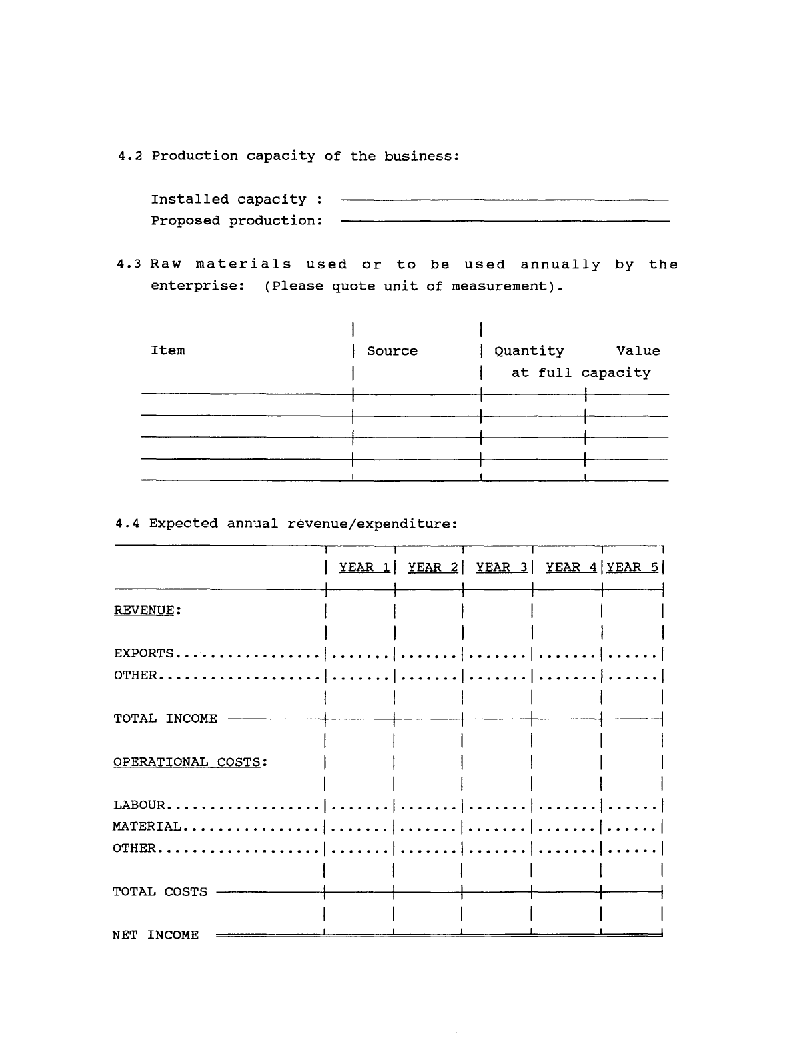 4.2 Production capacity of the business:
Installed capacity :
Proposed production:
4.3 Raw materials used or to be used annually by the
enterprise: (Please quote unit of measurement).
Item | Source | Quantity Value
at full capacity
4.4 Expected annual revenue/expenditure:
YEAR 1 | YEAR 2 | YEAR 3 | YEAR 4 | YEAR 5
REVENUE:
EXPORTS.................|.......|.......|.......|.......|......|
OTHER...................|.......|.......|.......|.......|......|
TOTAL INCOME
OPERATIONAL COSTS:
LABOUR..................|.......|.......|.......|.......|......|
MATERIAL................|.......|.......|.......|.......|......|
OTHER...................|.......|.......|.......|.......|......|
TOTAL COSTS
NET INCOME